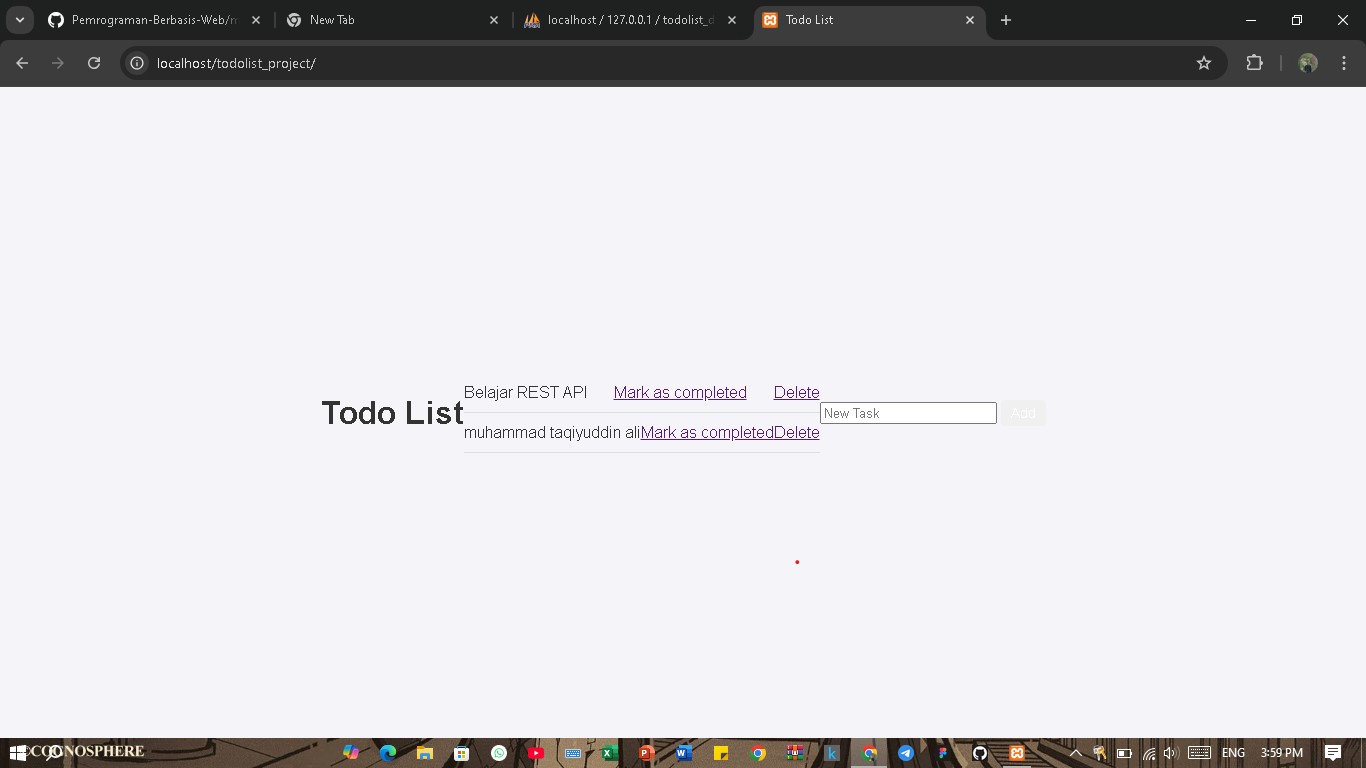 Pemrograman-Berbasis-Web/m
New Tab
localhost / 127.0.0.1 / todolist_d
Todo List
localhost/todolist_project/
Todo List
Belajar REST API Mark as completed Delete
muhammad taqiyuddin ali Mark as completed Delete
New Task Add
©COGNOSPHERE
ENG 3:59 PM